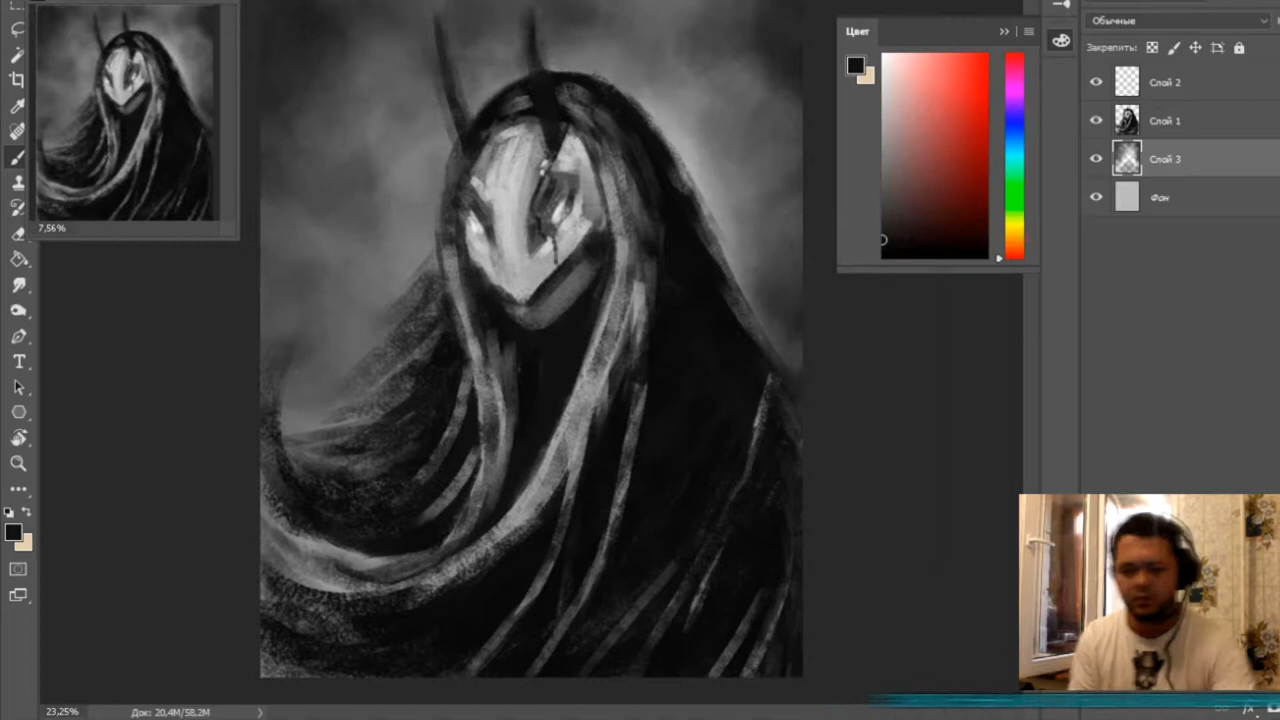 7,56%
Цвет
Обычные
Закрепить:
Слой 2
Слой 1
Слой 3
Фон
T
23,25%
Док: 20,4M/58,2M
fx